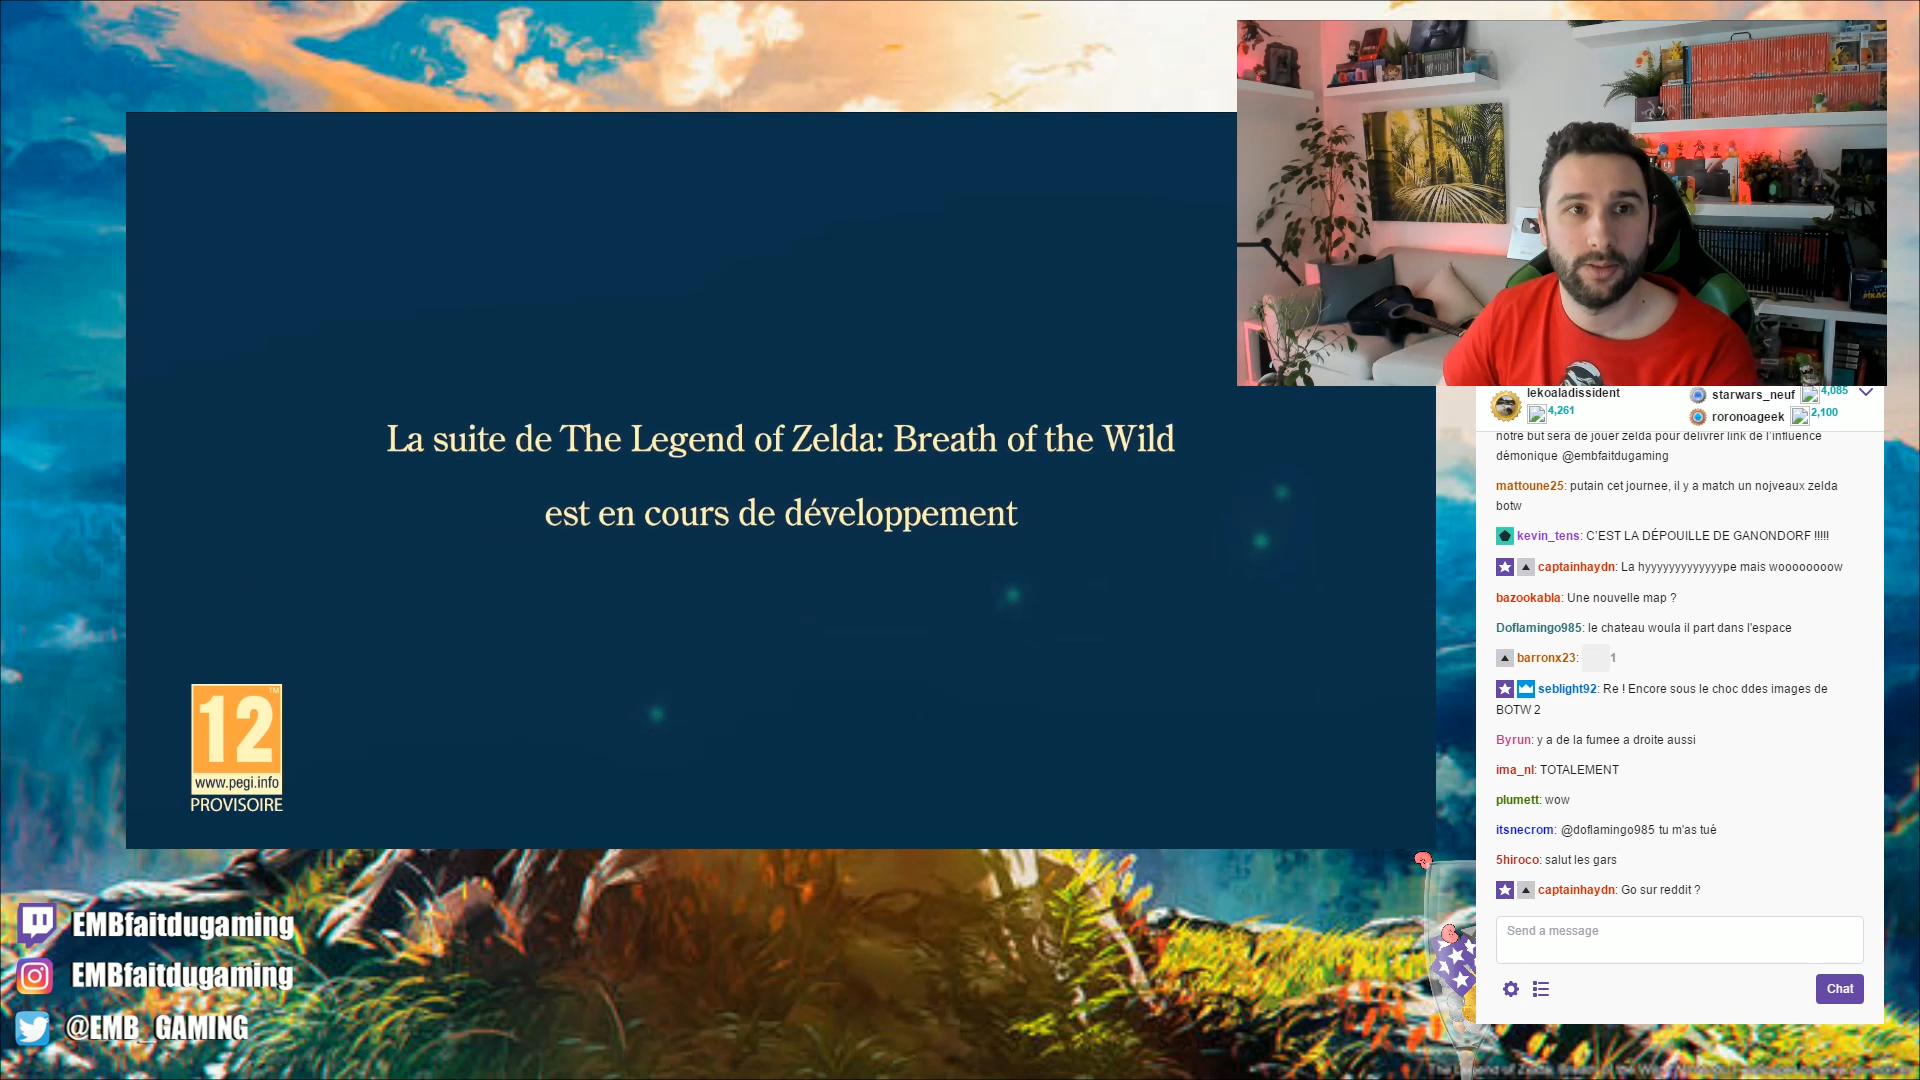 La suite de The Legend of Zelda: Breath of the Wild
est en cours de développement
12
TM
www.pegi.info
PROVISOIRE
EMBfaitdugaming
EMBfaitdugaming
@EMB_GAMING
lekoaladissident
4,261
starwars_neuf 4,085
roronoageek 2,100
notre but sera de jouer zelda pour délivrer link de l'influence
démonique @embfaitdugaming
mattoune25: putain cet journee, il y a match un nojveaux zelda
botw
kevin_tens: C'EST LA DÉPOUILLE DE GANONDORF !!!!!
captainhaydn: La hyyyyyyyyyyyyype mais woooooooow
bazookabla: Une nouvelle map ?
Doflamingo985: le chateau woula il part dans l'espace
barronx23: 1
seblight92: Re ! Encore sous le choc ddes images de
BOTW 2
Byrun: y a de la fumee a droite aussi
ima_nl: TOTALEMENT
plumett: wow
itsnecrom: @doflamingo985 tu m'as tué
5hiroco: salut les gars
captainhaydn: Go sur reddit ?
Send a message
Chat